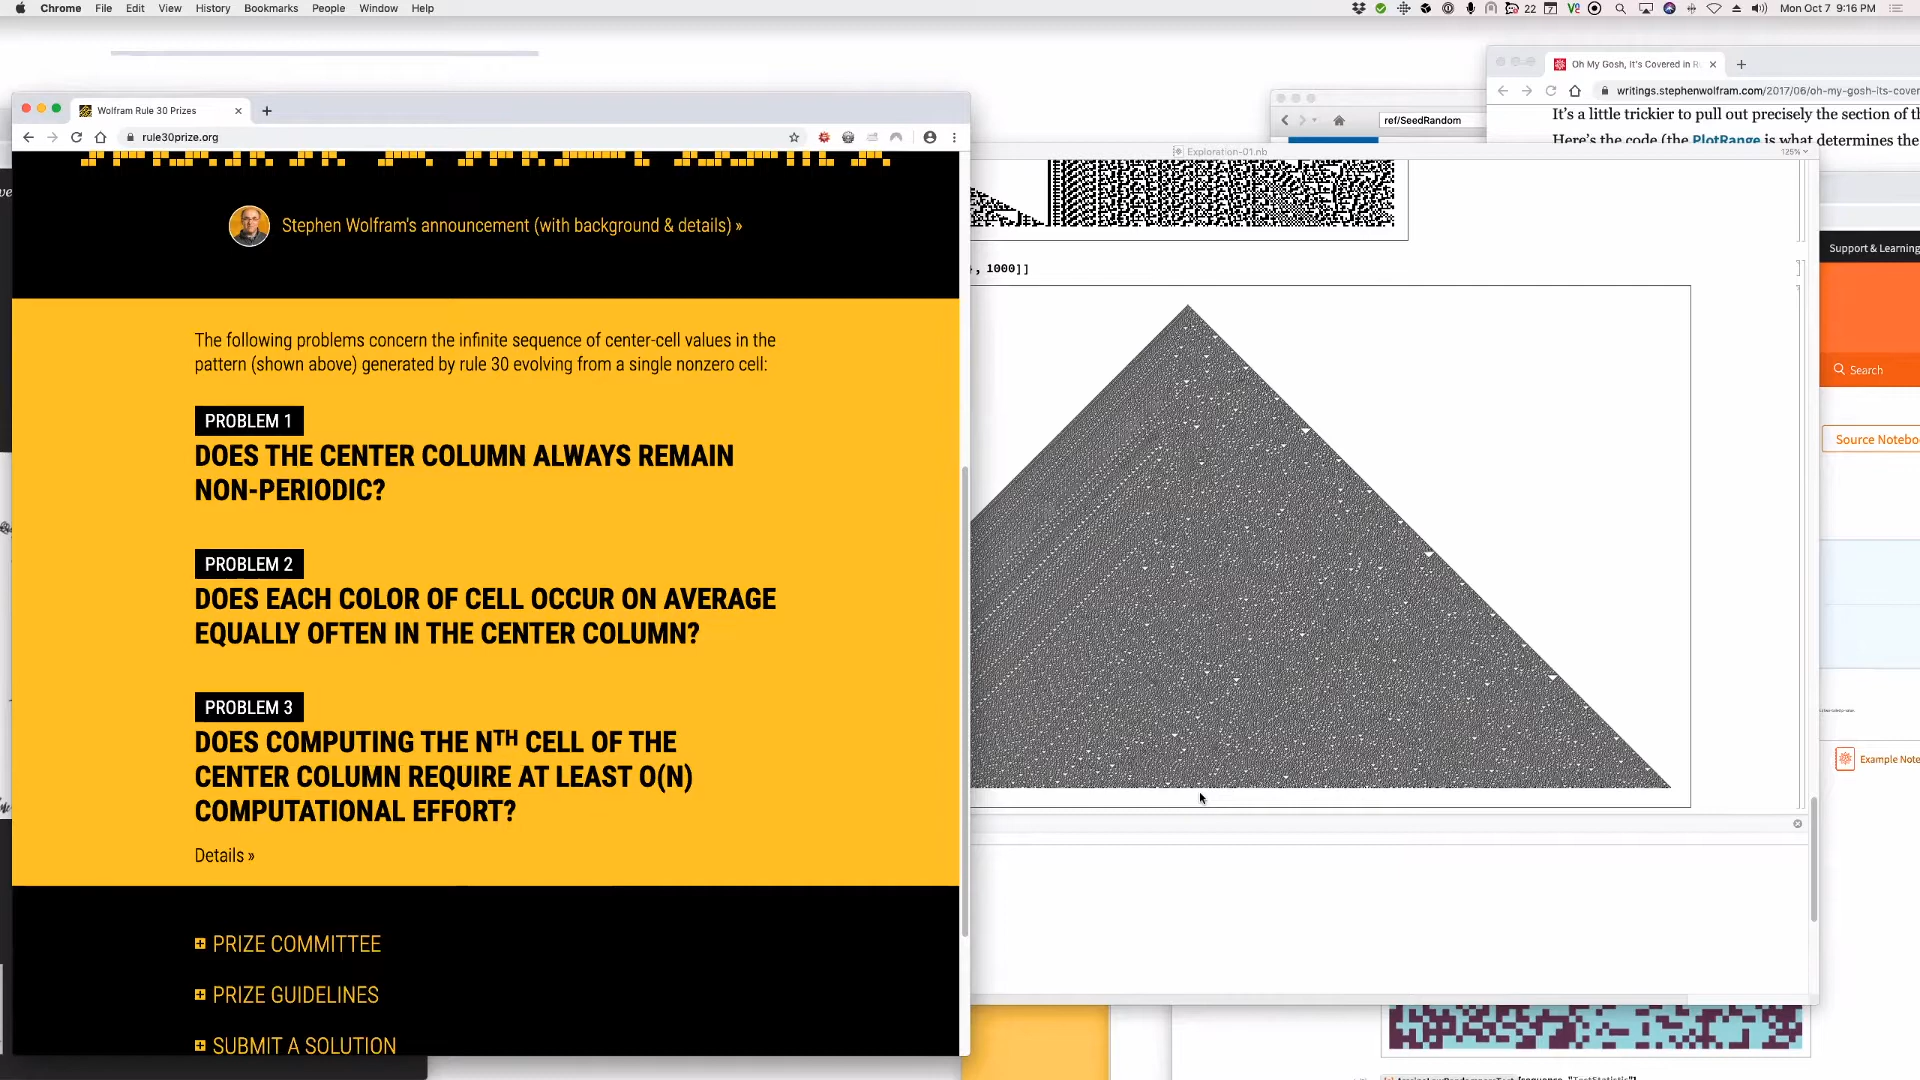 Chrome File Edit View History Bookmarks People Window Help
22
Mon Oct 7 9:16 PM
Wolfram Rule 30 Prizes
rule30prize.org
Stephen Wolfram's announcement (with background & details) »
The following problems concern the infinite sequence of center-cell values in the
pattern (shown above) generated by rule 30 evolving from a single nonzero cell:
PROBLEM 1
DOES THE CENTER COLUMN ALWAYS REMAIN
NON-PERIODIC?
PROBLEM 2
DOES EACH COLOR OF CELL OCCUR ON AVERAGE
EQUALLY OFTEN IN THE CENTER COLUMN?
PROBLEM 3
DOES COMPUTING THE NTH CELL OF THE
CENTER COLUMN REQUIRE AT LEAST O(N)
COMPUTATIONAL EFFORT?
Details »
PRIZE COMMITTEE
PRIZE GUIDELINES
SUBMIT A SOLUTION
Oh My Gosh, It's Covered in
writings.stephenwolfram.com/2017/06/oh-my-gosh-its-cover
It's a little trickier to pull out precisely the section of
Here's the code (the PlotRange is what determines the
ref/SeedRandom
Exploration-01.nb
125%
, 1000]]
Support & Learning
Search
Source Notebo
Example Note